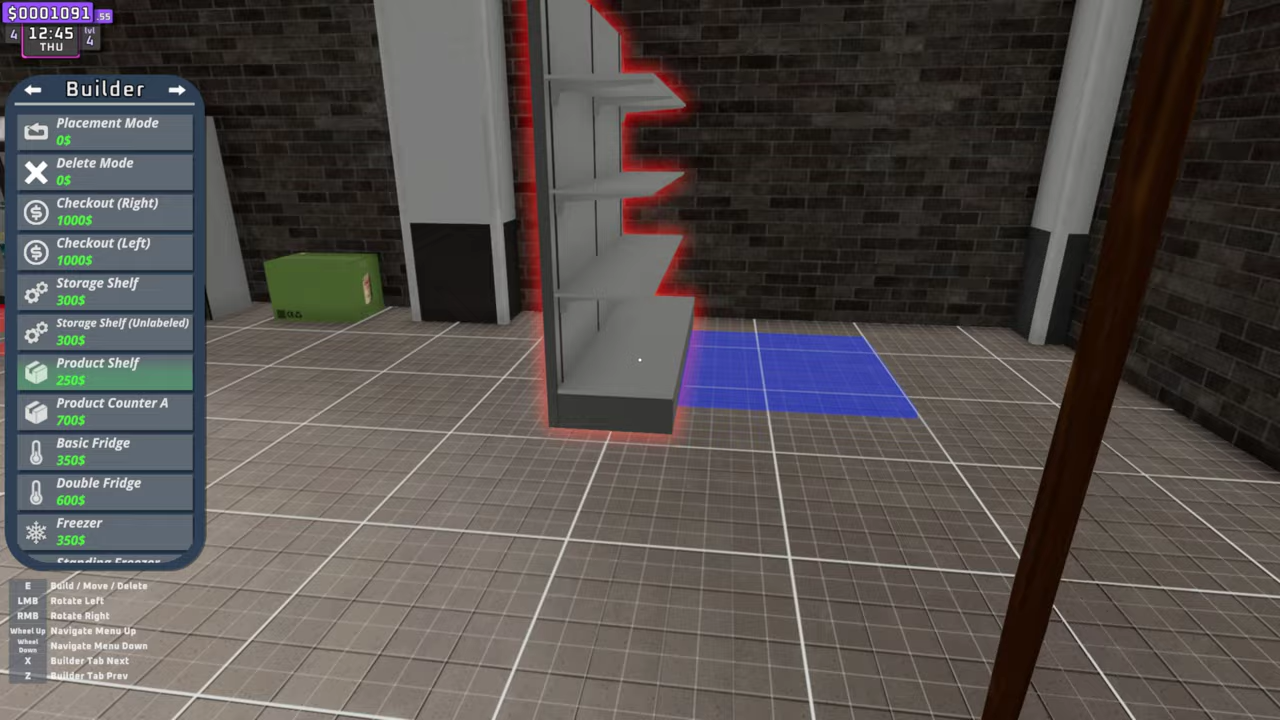 $0001091 .55
4 12:45 lvl 4
THU
Builder
Placement Mode
0$
Delete Mode
0$
Checkout (Right)
1000$
Checkout (Left)
1000$
Storage Shelf
300$
Storage Shelf (Unlabeled)
300$
Product Shelf
250$
Product Counter A
700$
Basic Fridge
350$
Double Fridge
600$
Freezer
350$
Standing Freezer
E Build / Move / Delete
LMB Rotate Left
RMB Rotate Right
Wheel Up Navigate Menu Up
Wheel Down Navigate Menu Down
X Builder Tab Next
Z Builder Tab Prev